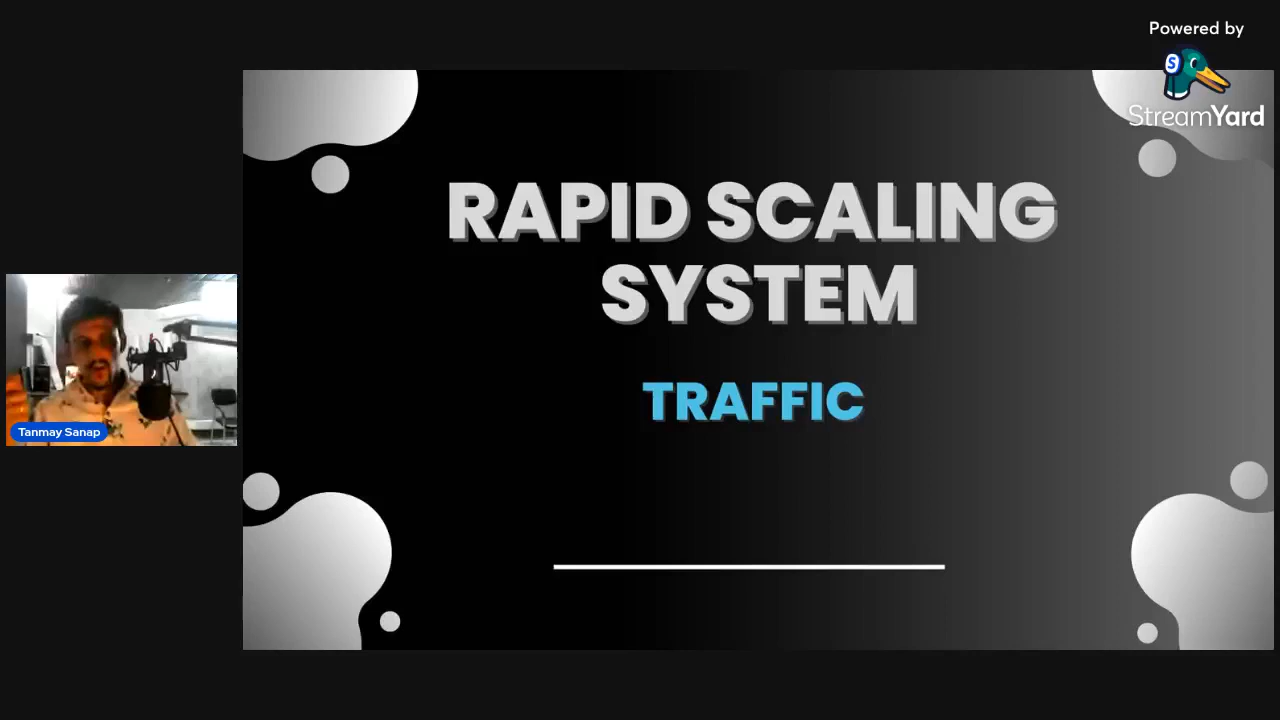 Powered by
StreamYard
RAPID SCALING
SYSTEM
TRAFFIC
Tanmay Sanap